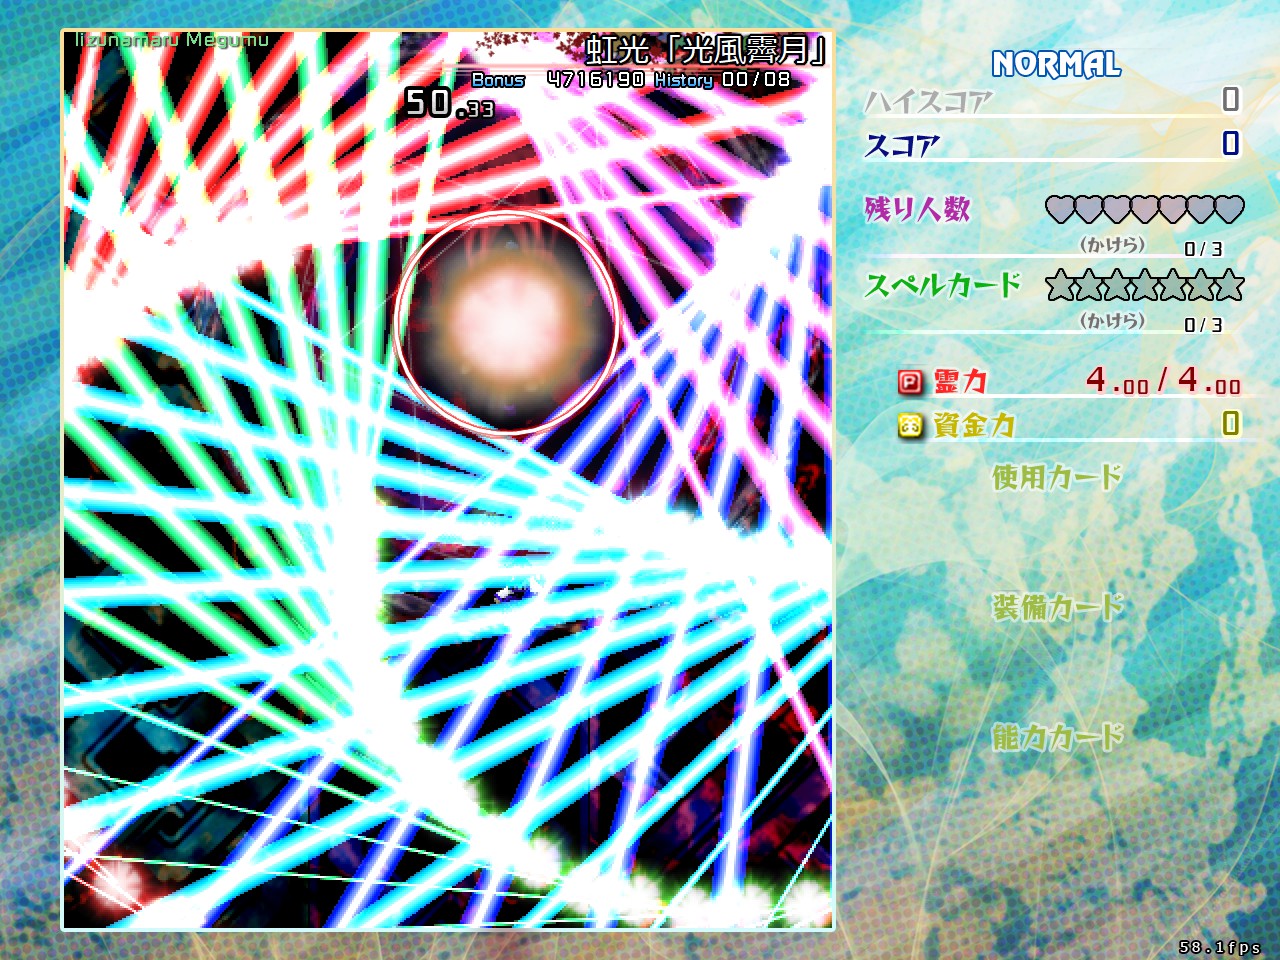 Iizunamaru Megumu
虹光「光風霽月」
Bonus 4716190 History 00/08
50.33
NORMAL
ハイスコア 0
スコア 0
残り人数
(かけら) 0/3
スペルカード
(かけら) 0/3
P 霊力 4.00/4.00
資金力 0
使用カード
装備カード
能力カード
58.1fps